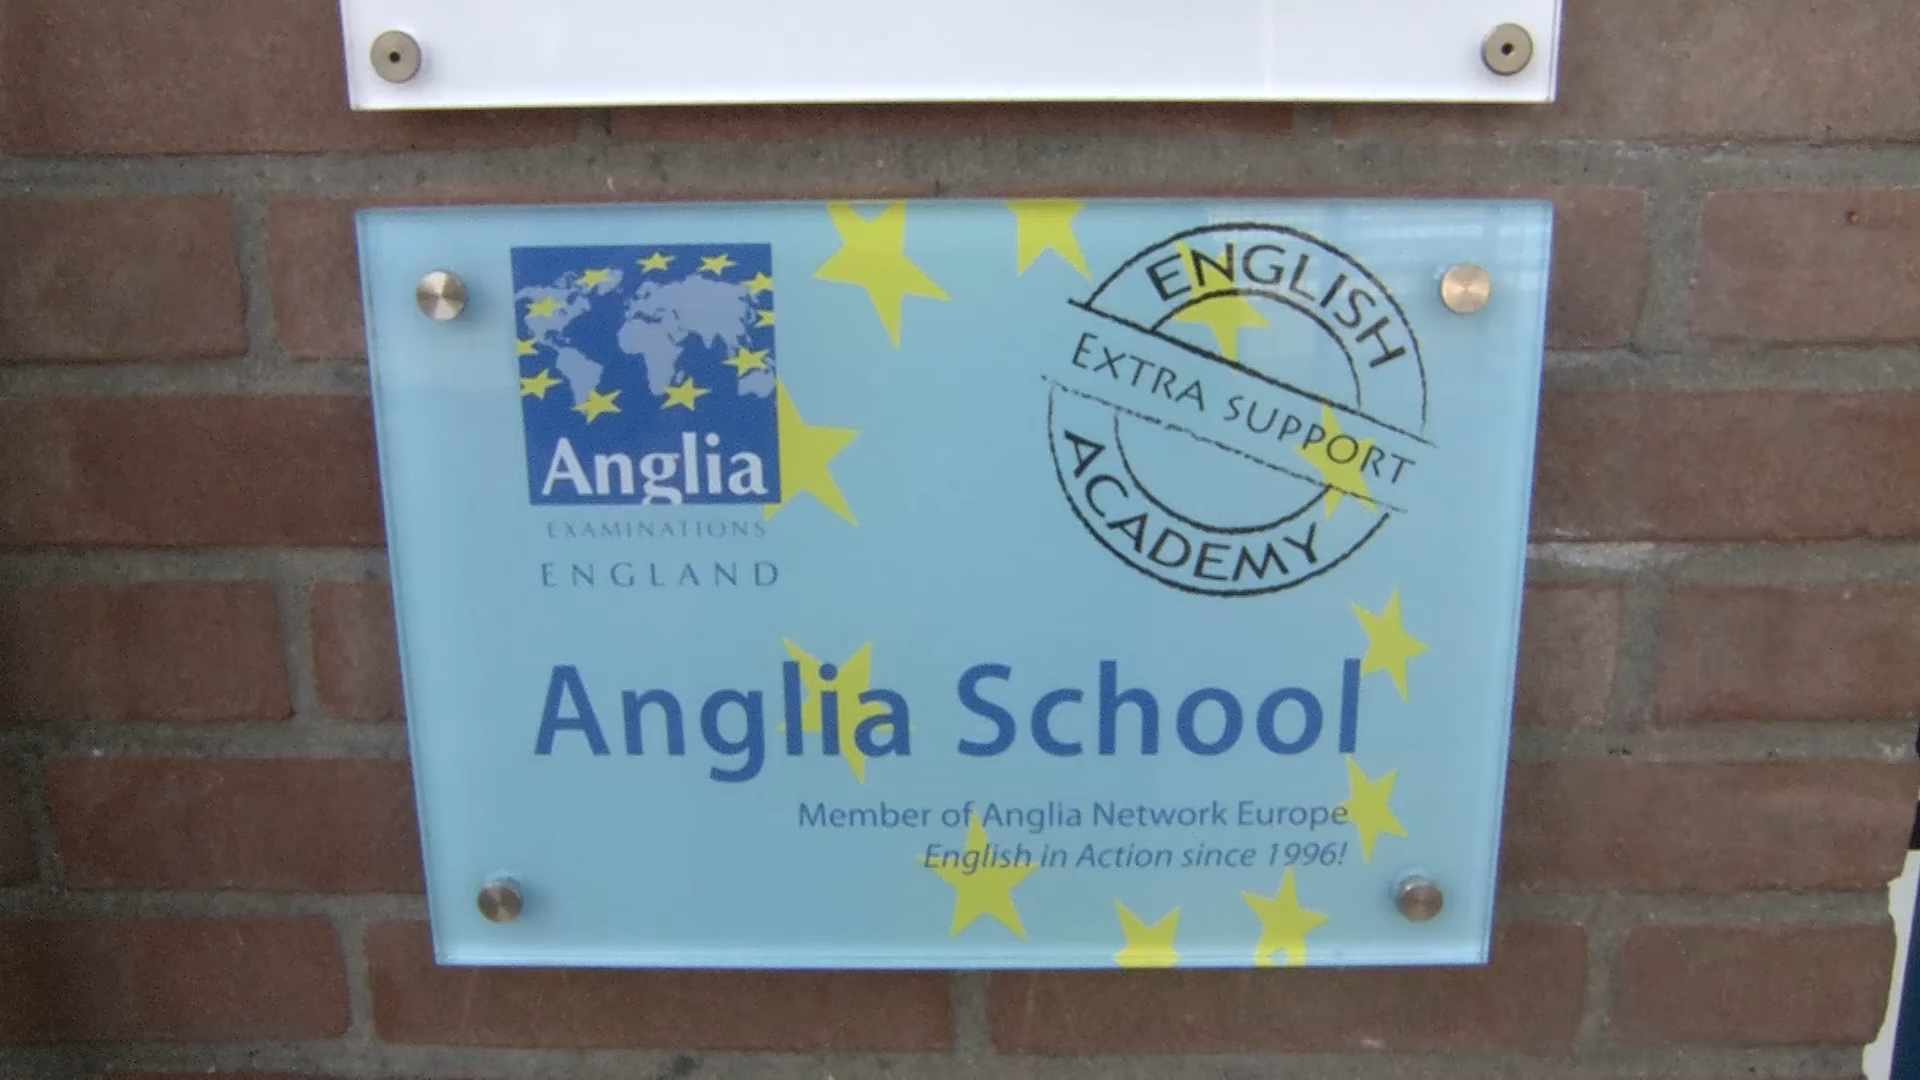 Anglia
EXAMINATIONS
ENGLAND
ENGLISH
EXTRA SUPPORT
ACADEMY
Anglia School
Member of Anglia Network Europe
English in Action since 1996!